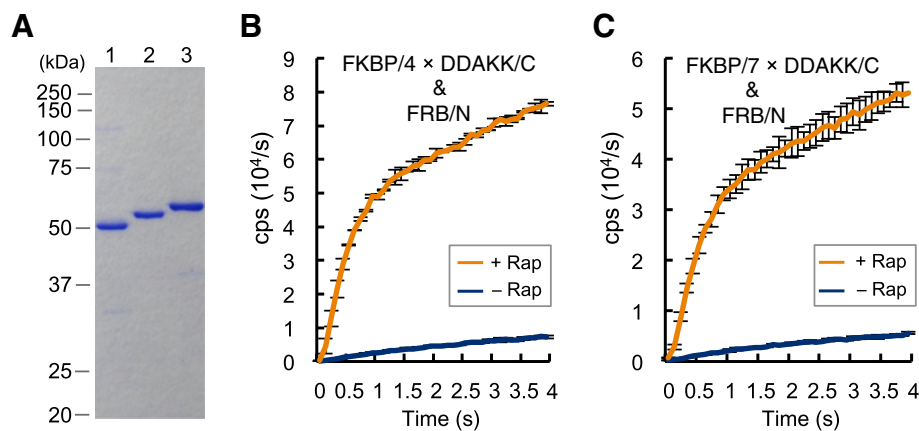 A
1 2 3
(kDa)
250
150
100
75
50
37
25
20
B
FKBP/4 × DDAKK/C
&
FRB/N
cps (10⁴/s)
9
8
7
6
5
4
3
2
1
0
+ Rap
– Rap
0 0.5 1 1.5 2 2.5 3 3.5 4
Time (s)
C
FKBP/7 × DDAKK/C
&
FRB/N
cps (10⁴/s)
6
5
4
3
2
1
0
+ Rap
– Rap
0 0.5 1 1.5 2 2.5 3 3.5 4
Time (s)